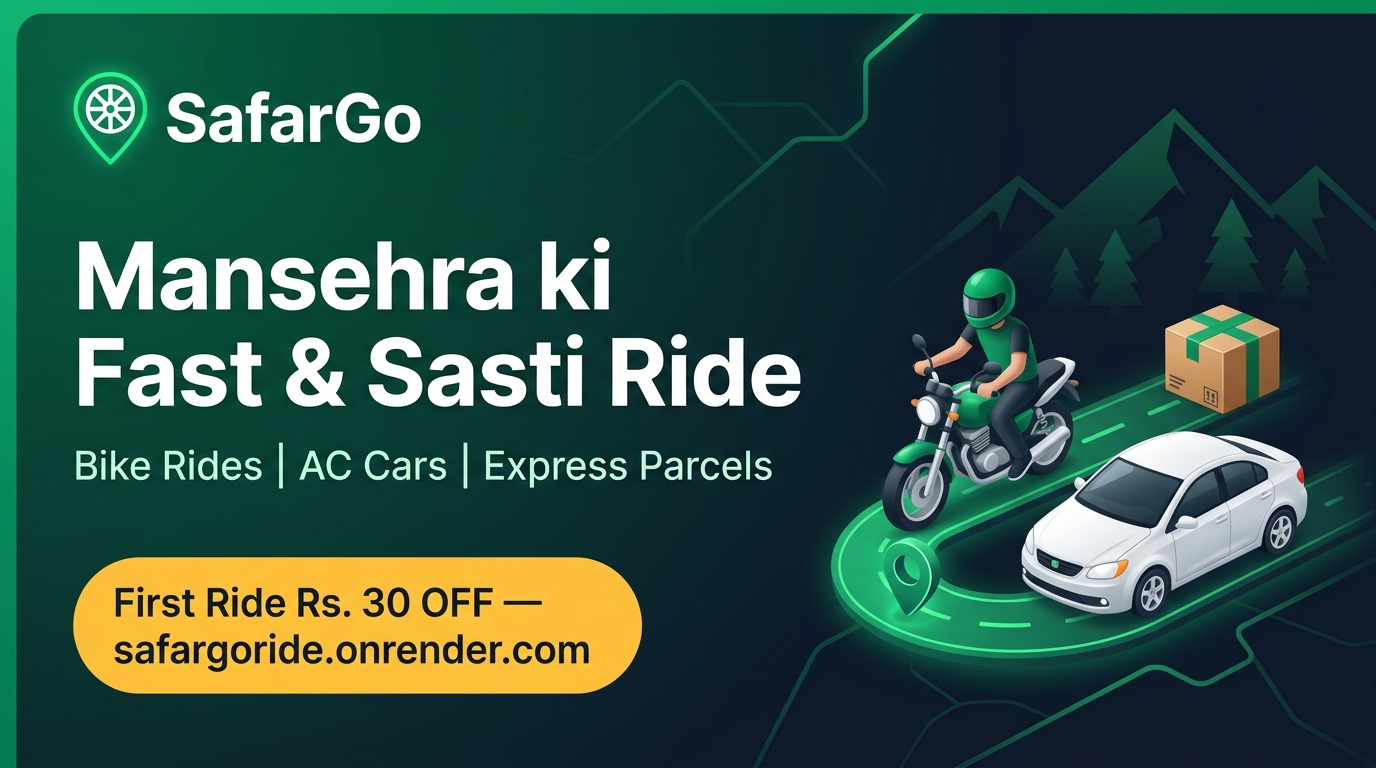 SafarGo
Mansehra ki
Fast & Sasti Ride
Bike Rides | AC Cars | Express Parcels
First Ride Rs. 30 OFF —
safargoride.onrender.com